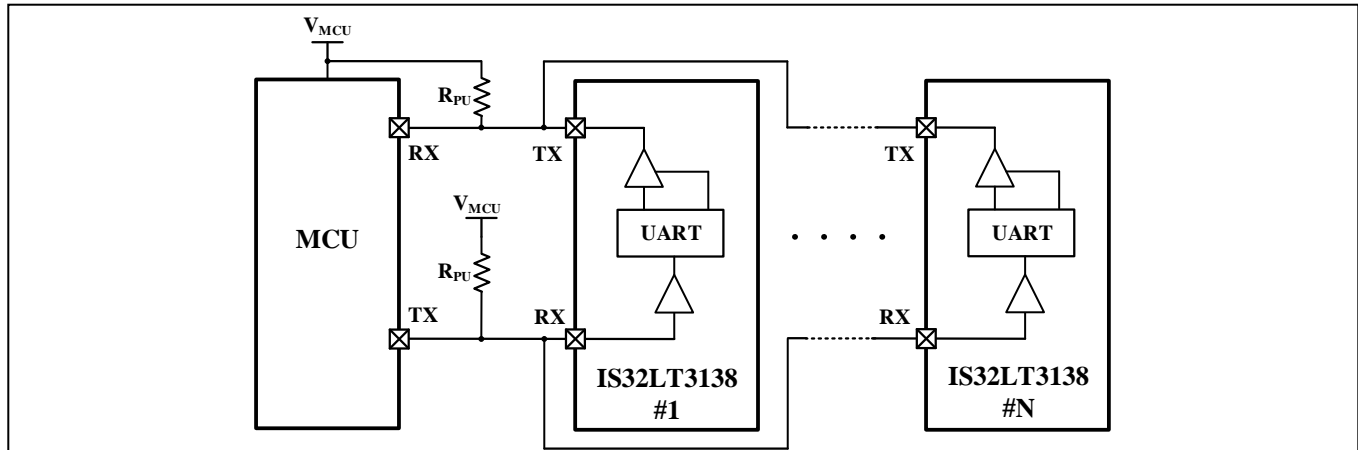 VMCU
RPU
RX
TX
TX
UART
UART
VMCU
MCU
. . . .
RPU
TX
RX
RX
IS32LT3138
#1
IS32LT3138
#N